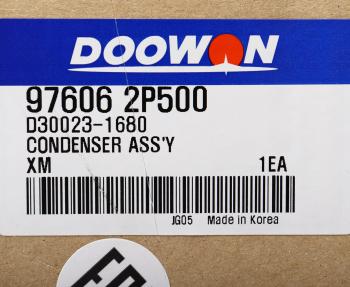 DOOWON
97606 2P500
D30023-1680
CONDENSER ASS'Y
XM 1EA
JG05 Made in Korea